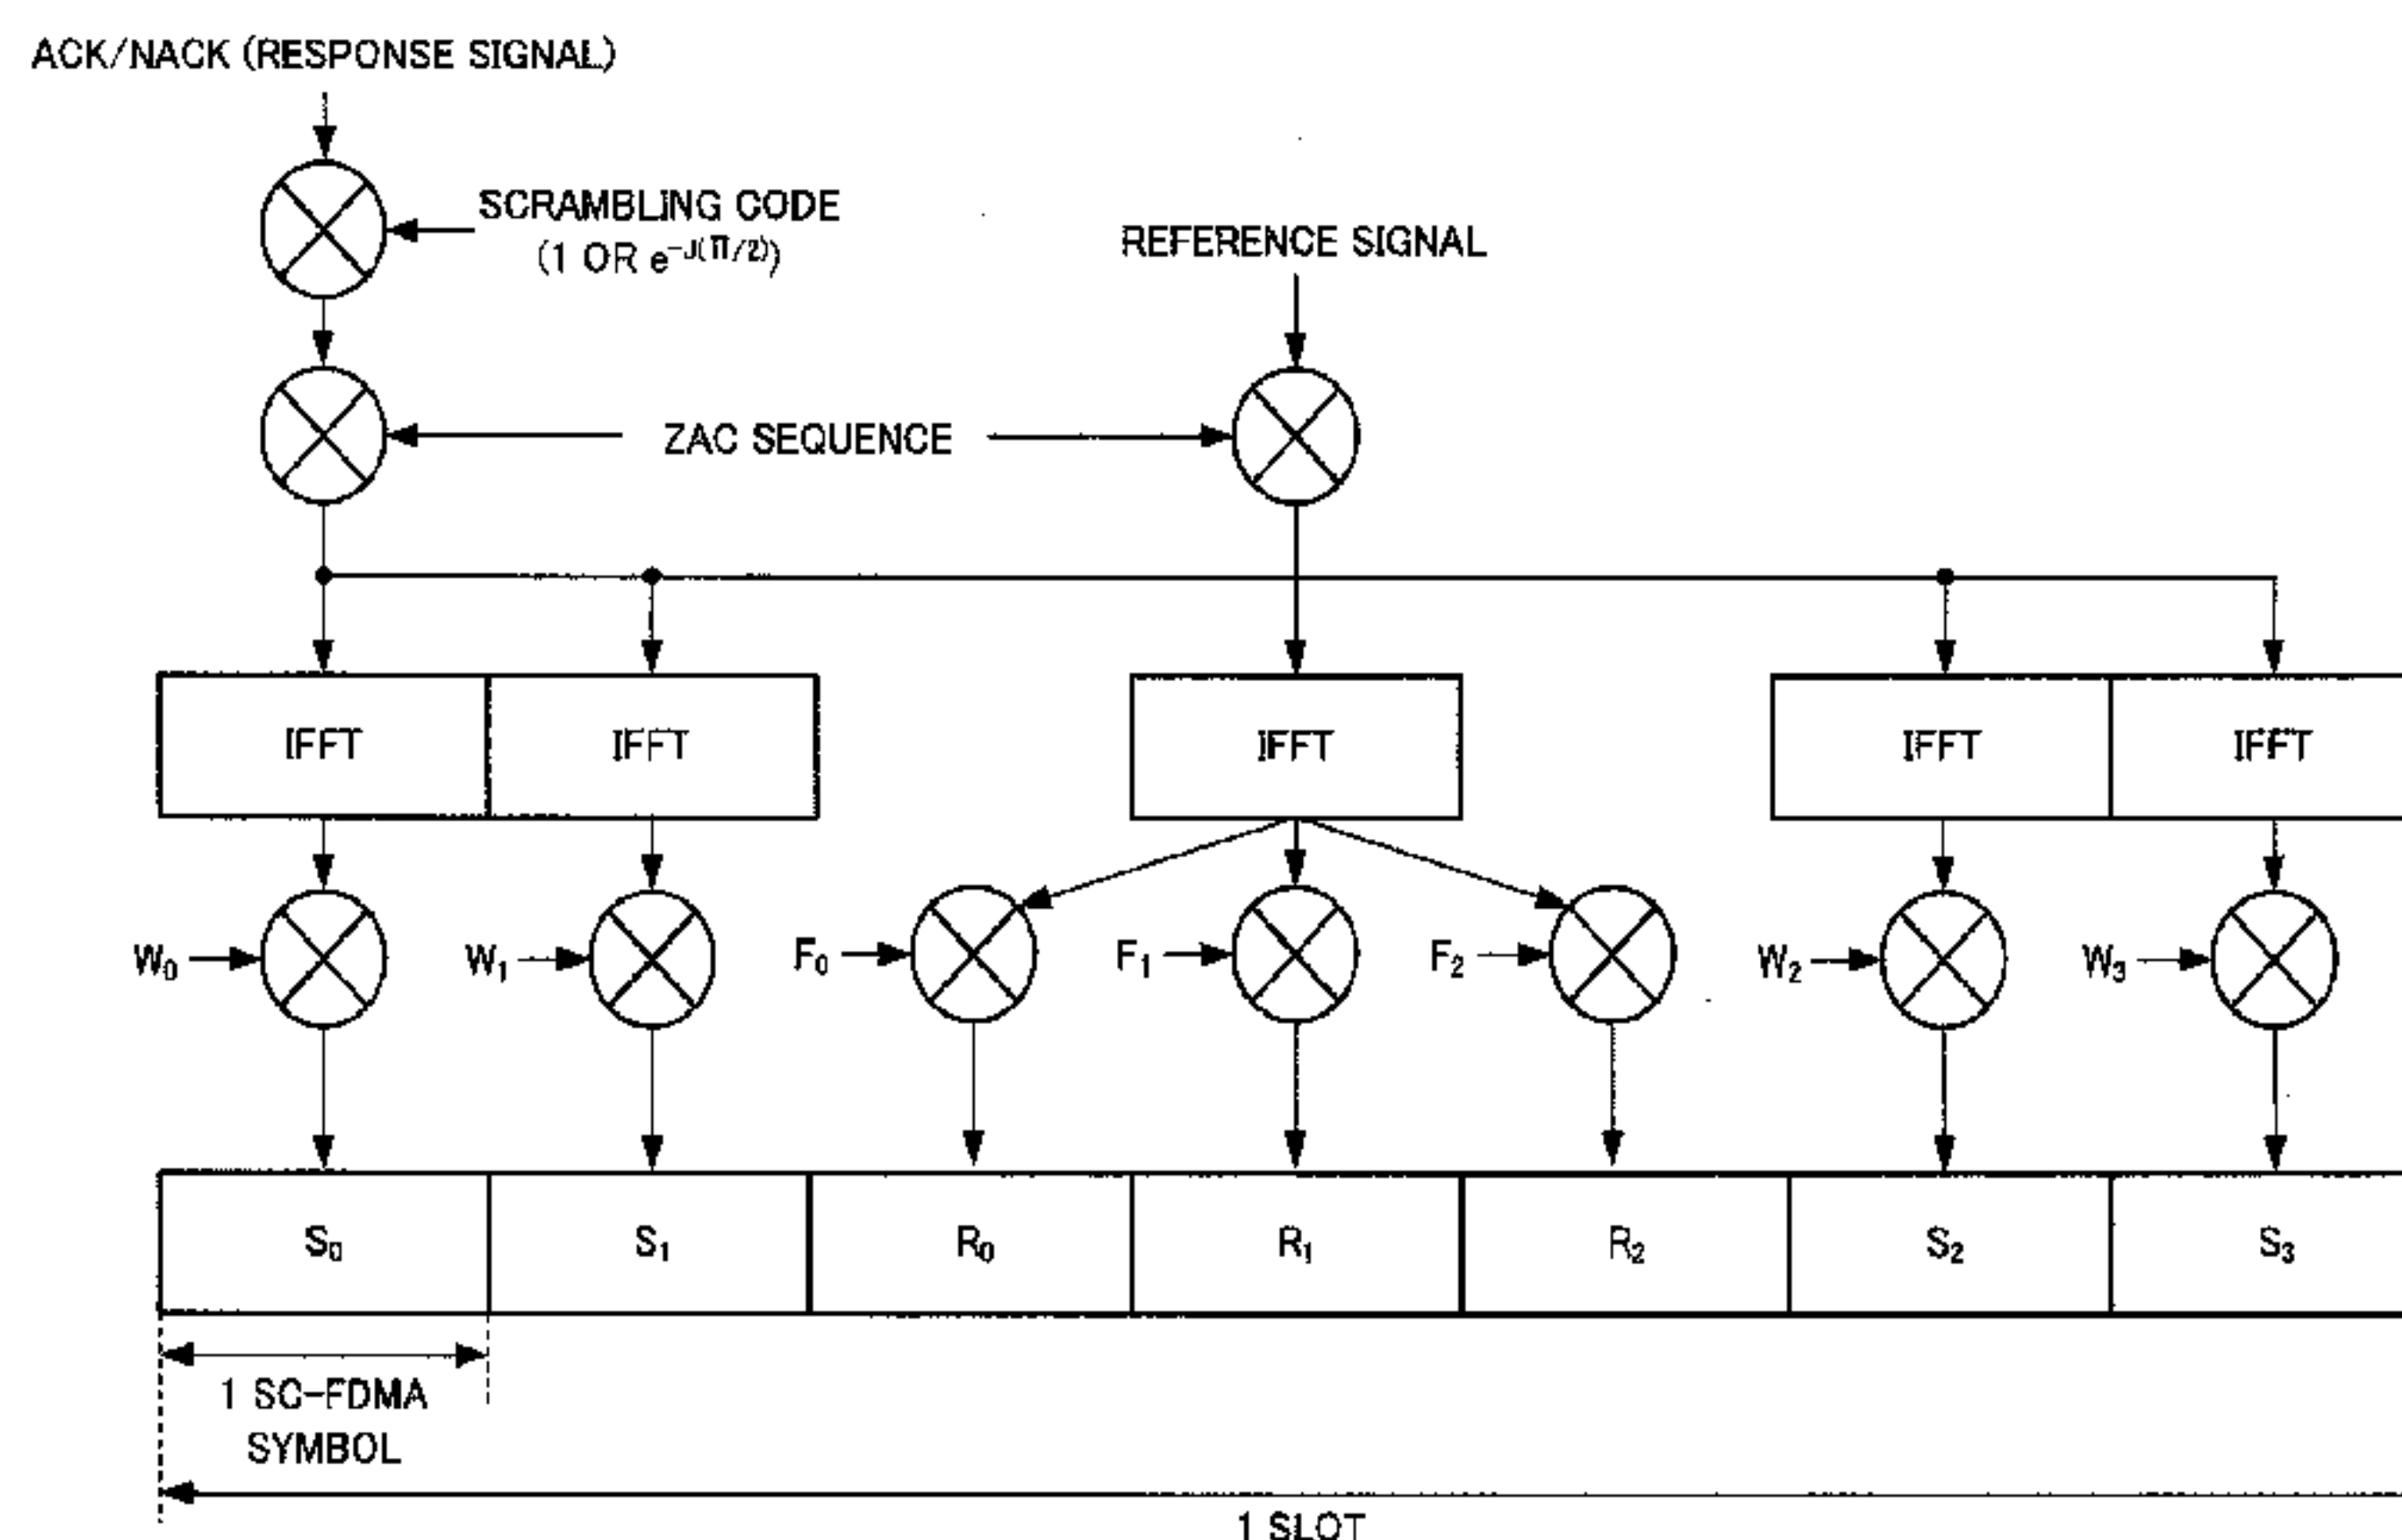 ACK/NACK (RESPONSE SIGNAL)
SCRAMBLING CODE
(1 OR e^-J(π/2))
REFERENCE SIGNAL
ZAC SEQUENCE
IFFT IFFT IFFT IFFT IFFT
W₀ W₁ F₀ F₁ F₂ W₂ W₃
S₀ S₁ R₀ R₁ R₂ S₂ S₃
1 SC-FDMA
SYMBOL
1 SLOT